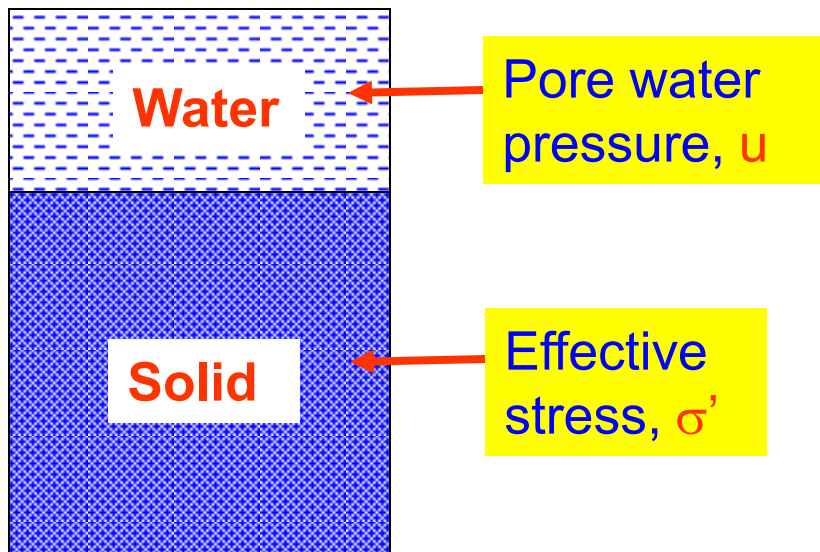 Water
Pore water
pressure, u
Solid
Effective
stress, σ’